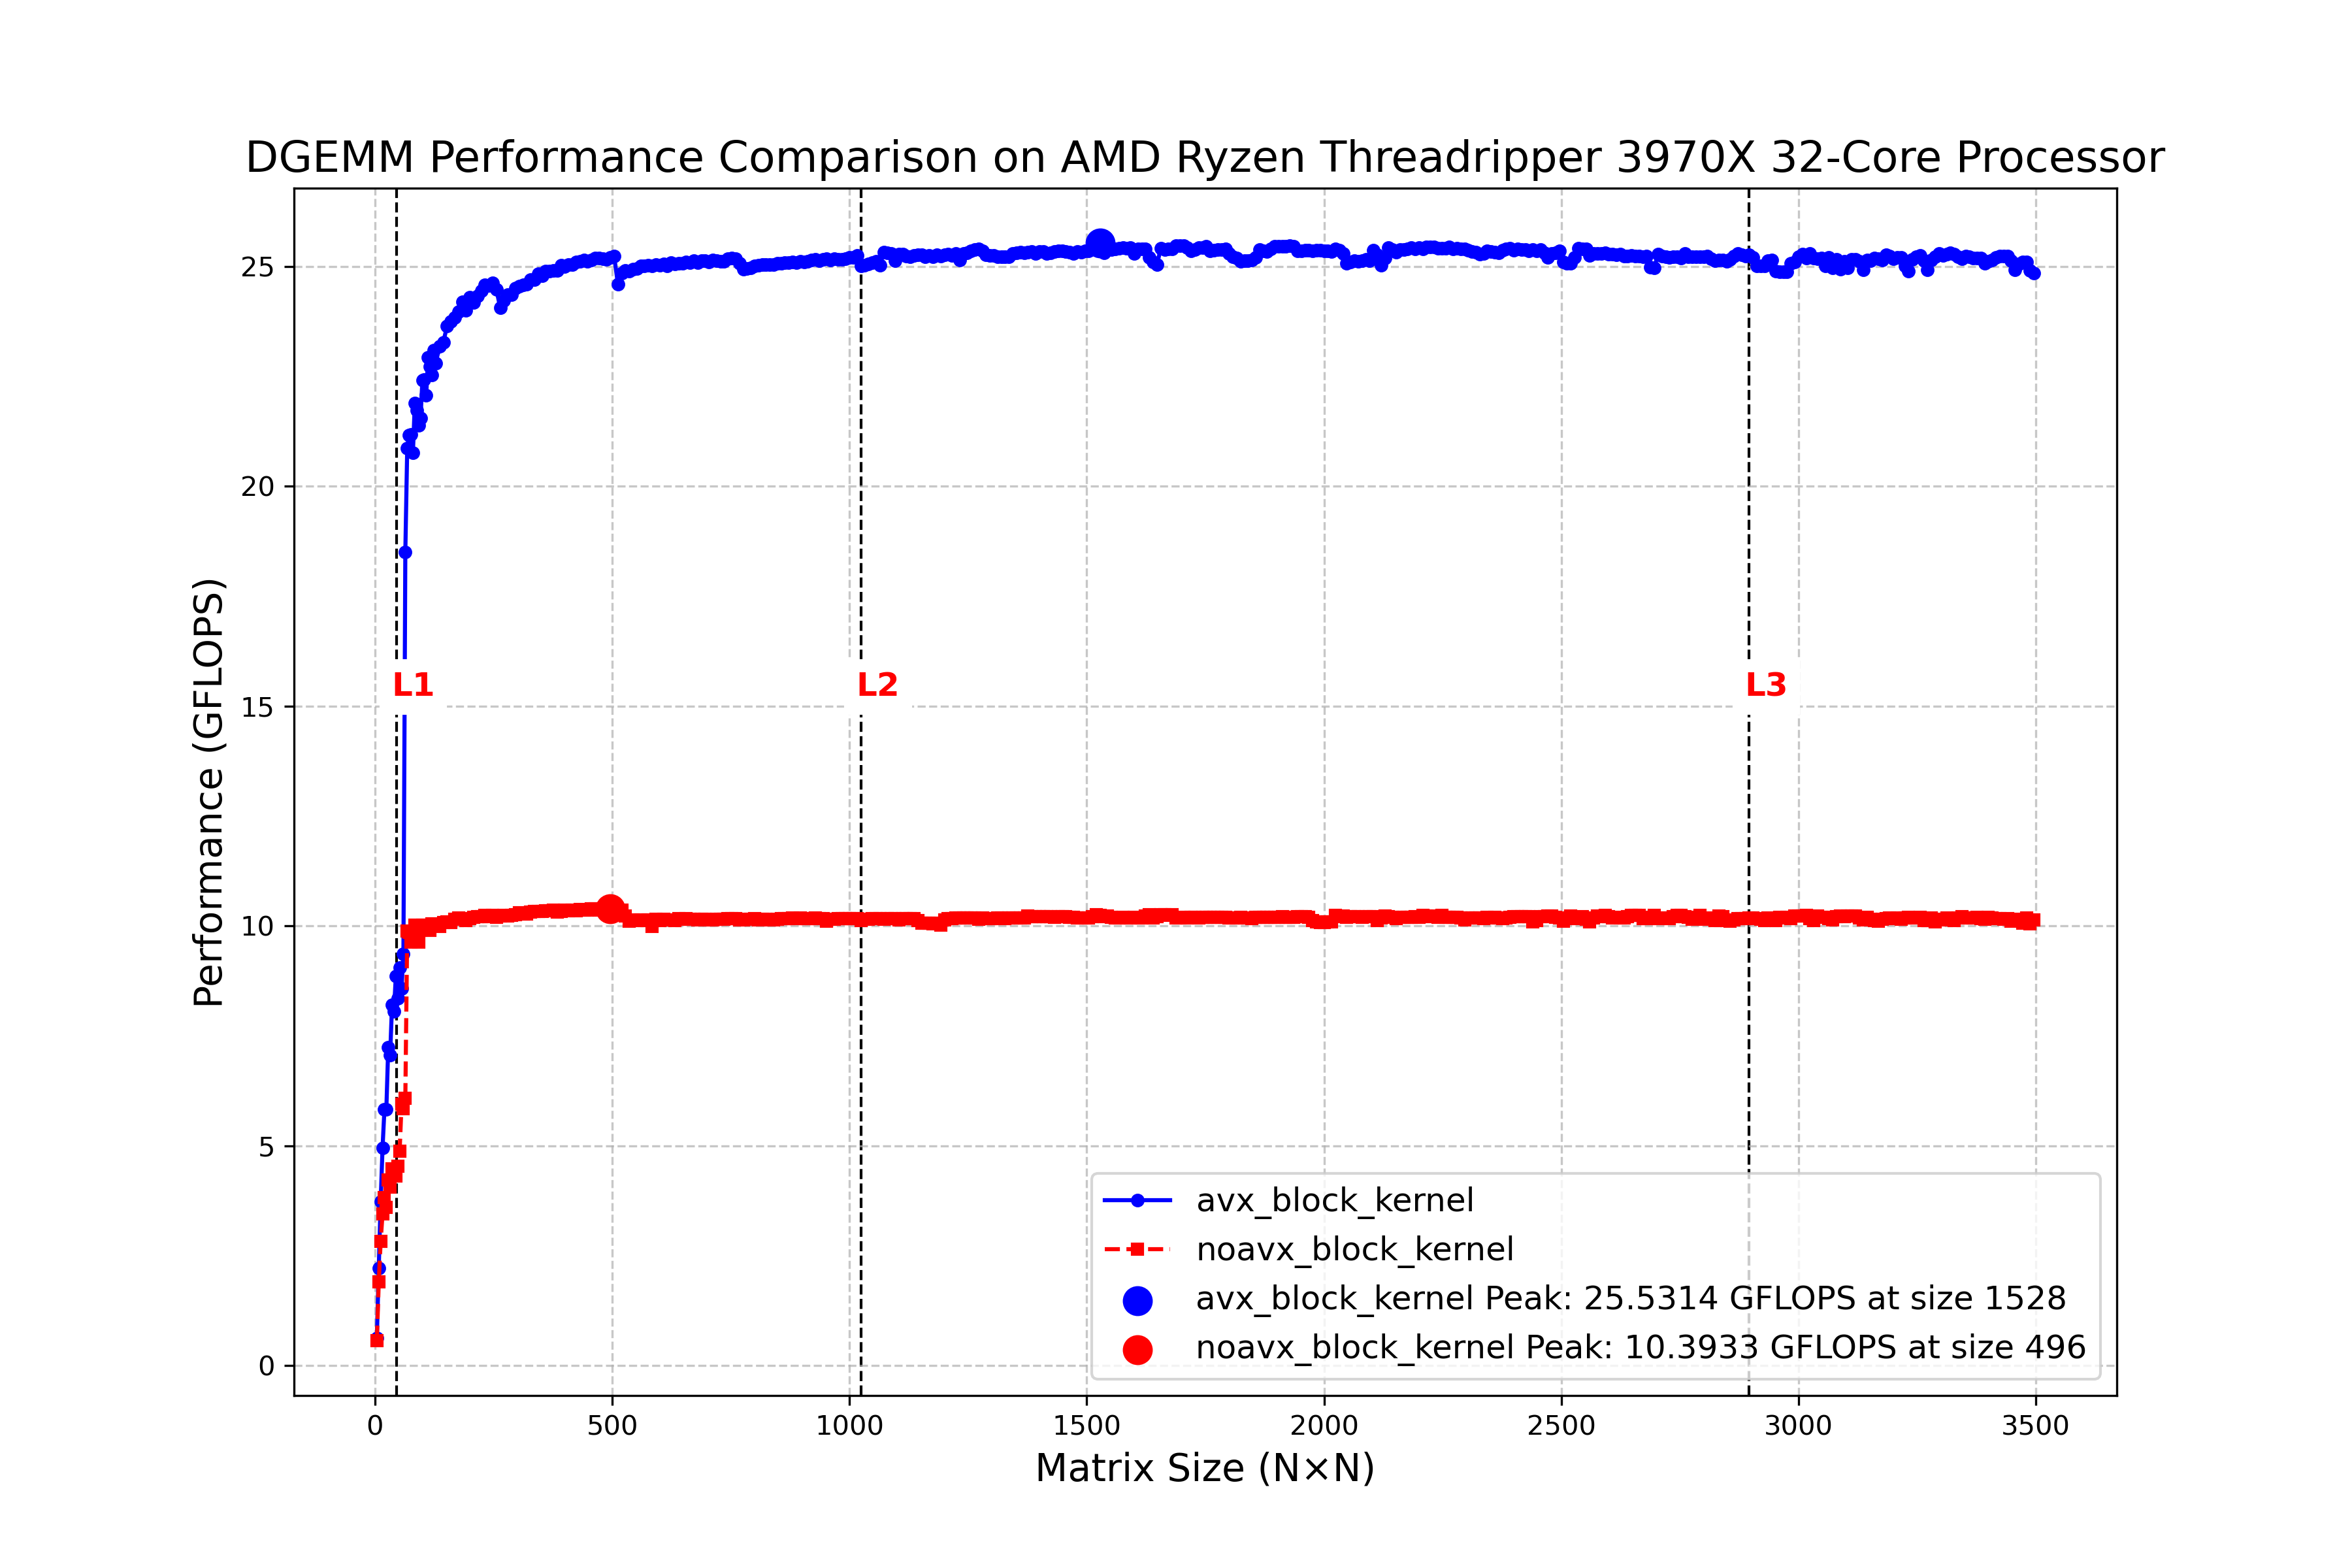 DGEMM Performance Comparison on AMD Ryzen Threadripper 3970X 32-Core Processor
Performance (GFLOPS)
25
20
15
10
5
0
L1
L2
L3
avx_block_kernel
noavx_block_kernel
avx_block_kernel Peak: 25.5314 GFLOPS at size 1528
noavx_block_kernel Peak: 10.3933 GFLOPS at size 496
0 500 1000 1500 2000 2500 3000 3500
Matrix Size (N×N)